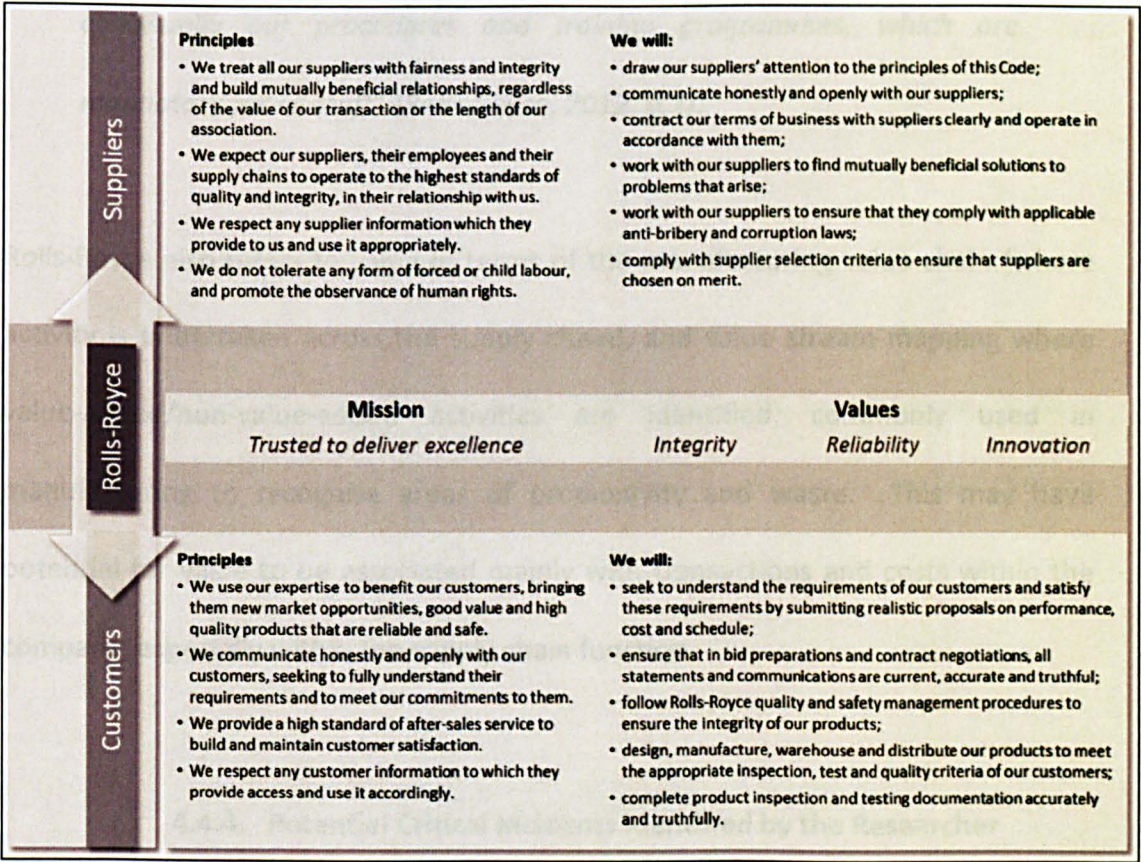 Suppliers
Principles
• We treat all our suppliers with fairness and integrity
and build mutually beneficial relationships, regardless
of the value of our transaction or the length of our
association.
• We expect our suppliers, their employees and their
supply chains to operate to the highest standards of
quality and integrity, in their relationship with us.
• We respect any supplier information which they
provide to us and use it appropriately.
• We do not tolerate any form of forced or child labour,
and promote the observance of human rights.
We will:
• draw our suppliers' attention to the principles of this Code;
• communicate honestly and openly with our suppliers;
• contract our terms of business with suppliers clearly and operate in
accordance with them;
• work with our suppliers to find mutually beneficial solutions to
problems that arise;
• work with our suppliers to ensure that they comply with applicable
anti-bribery and corruption laws;
• comply with supplier selection criteria to ensure that suppliers are
chosen on merit.
Rolls-Royce
Mission
Trusted to deliver excellence
Values
Integrity Reliability Innovation
Customers
Principles
• We use our expertise to benefit our customers, bringing
them new market opportunities, good value and high
quality products that are reliable and safe.
• We communicate honestly and openly with our
customers, seeking to fully understand their
requirements and to meet our commitments to them.
• We provide a high standard of after-sales service to
build and maintain customer satisfaction.
• We respect any customer information to which they
provide access and use it accordingly.
We will:
• seek to understand the requirements of our customers and satisfy
these requirements by submitting realistic proposals on performance,
cost and schedule;
• ensure that in bid preparations and contract negotiations, all
statements and communications are current, accurate and truthful;
• follow Rolls-Royce quality and safety management procedures to
ensure the integrity of our products;
• design, manufacture, warehouse and distribute our products to meet
the appropriate inspection, test and quality criteria of our customers;
• complete product inspection and testing documentation accurately
and truthfully.